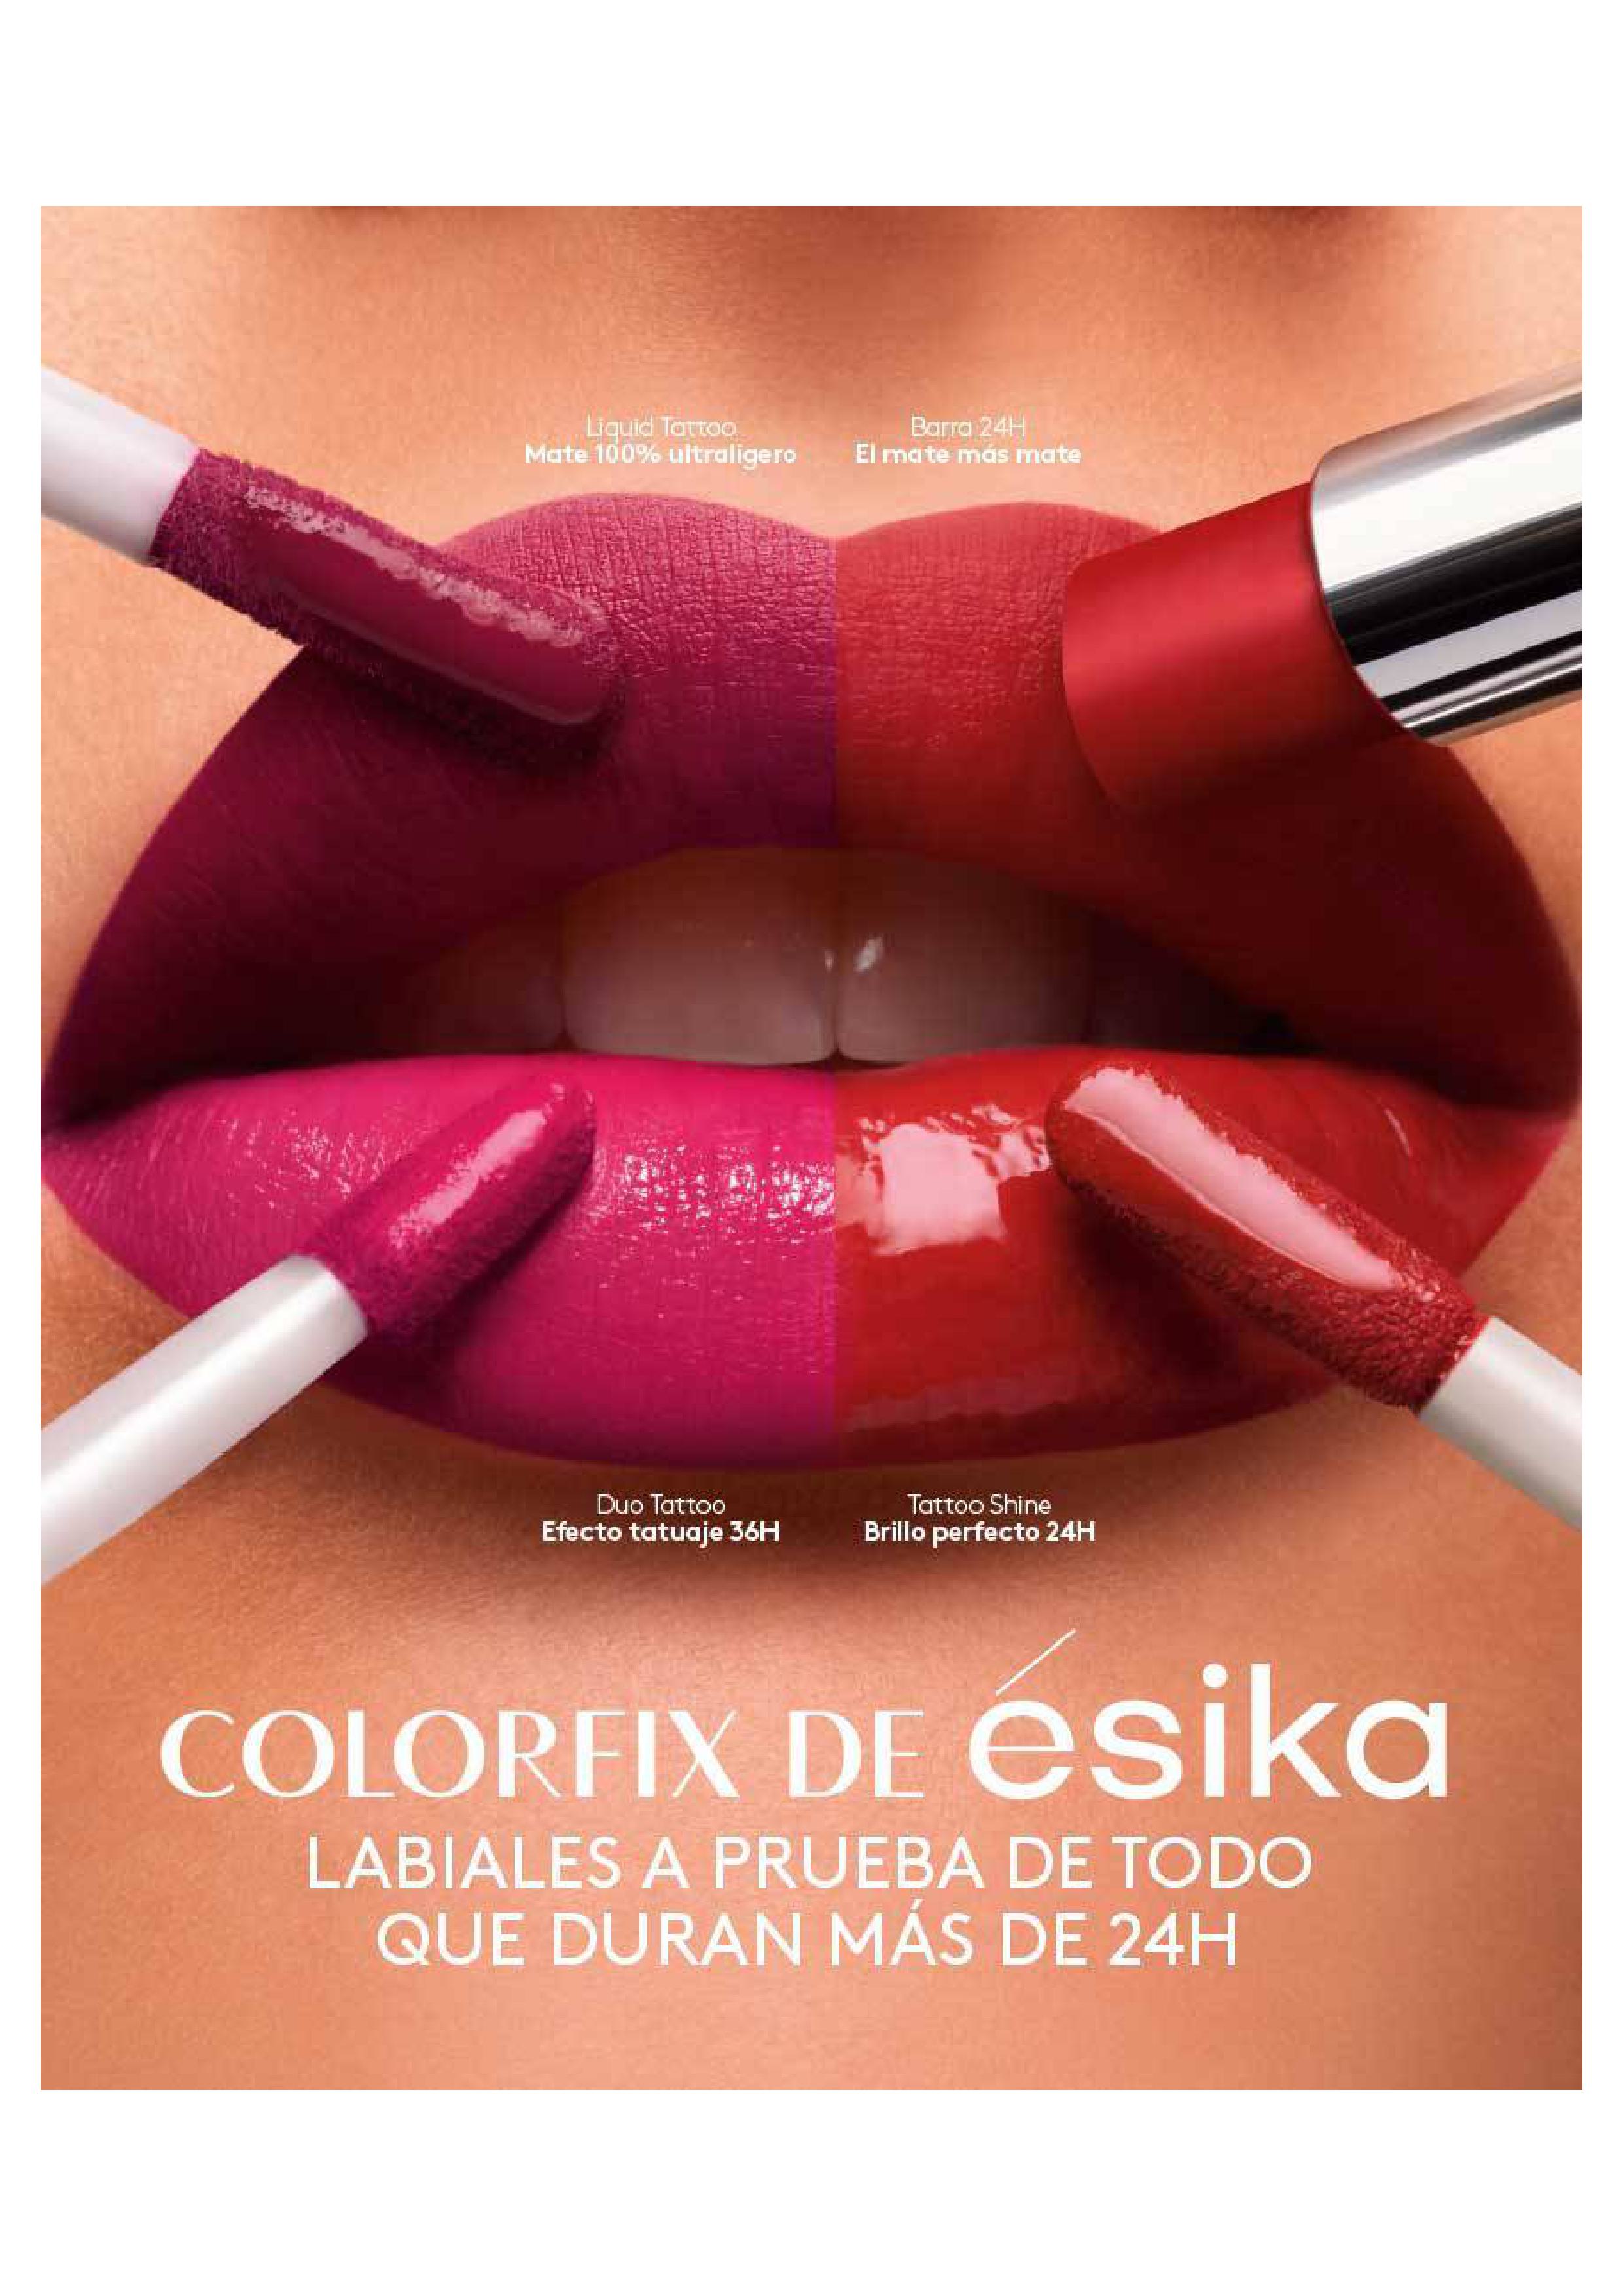 Liquid Tattoo
Mate 100% ultraligero
Barra 24H
El mate más mate
Duo Tattoo
Efecto tatuaje 36H
Tattoo Shine
Brillo perfecto 24H
COLORFIX DE ésika
LABIALES A PRUEBA DE TODO
QUE DURAN MÁS DE 24H